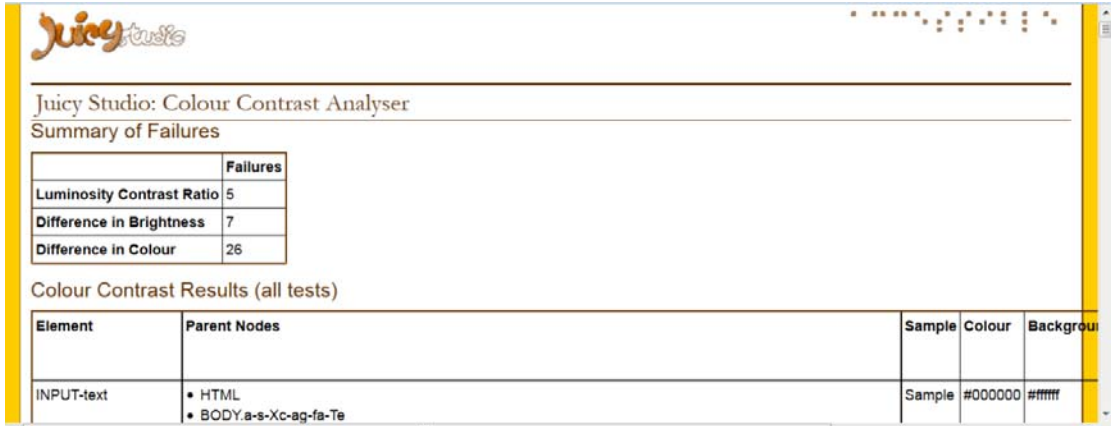 Juicy studio
Juicy Studio: Colour Contrast Analyser
Summary of Failures
Failures
Luminosity Contrast Ratio 5
Difference in Brightness 7
Difference in Colour 26
Colour Contrast Results (all tests)
Element Parent Nodes Sample Colour Backgrou
INPUT-text • HTML Sample #000000 #ffffff
• BODY.a-s-Xc-ag-fa-Te